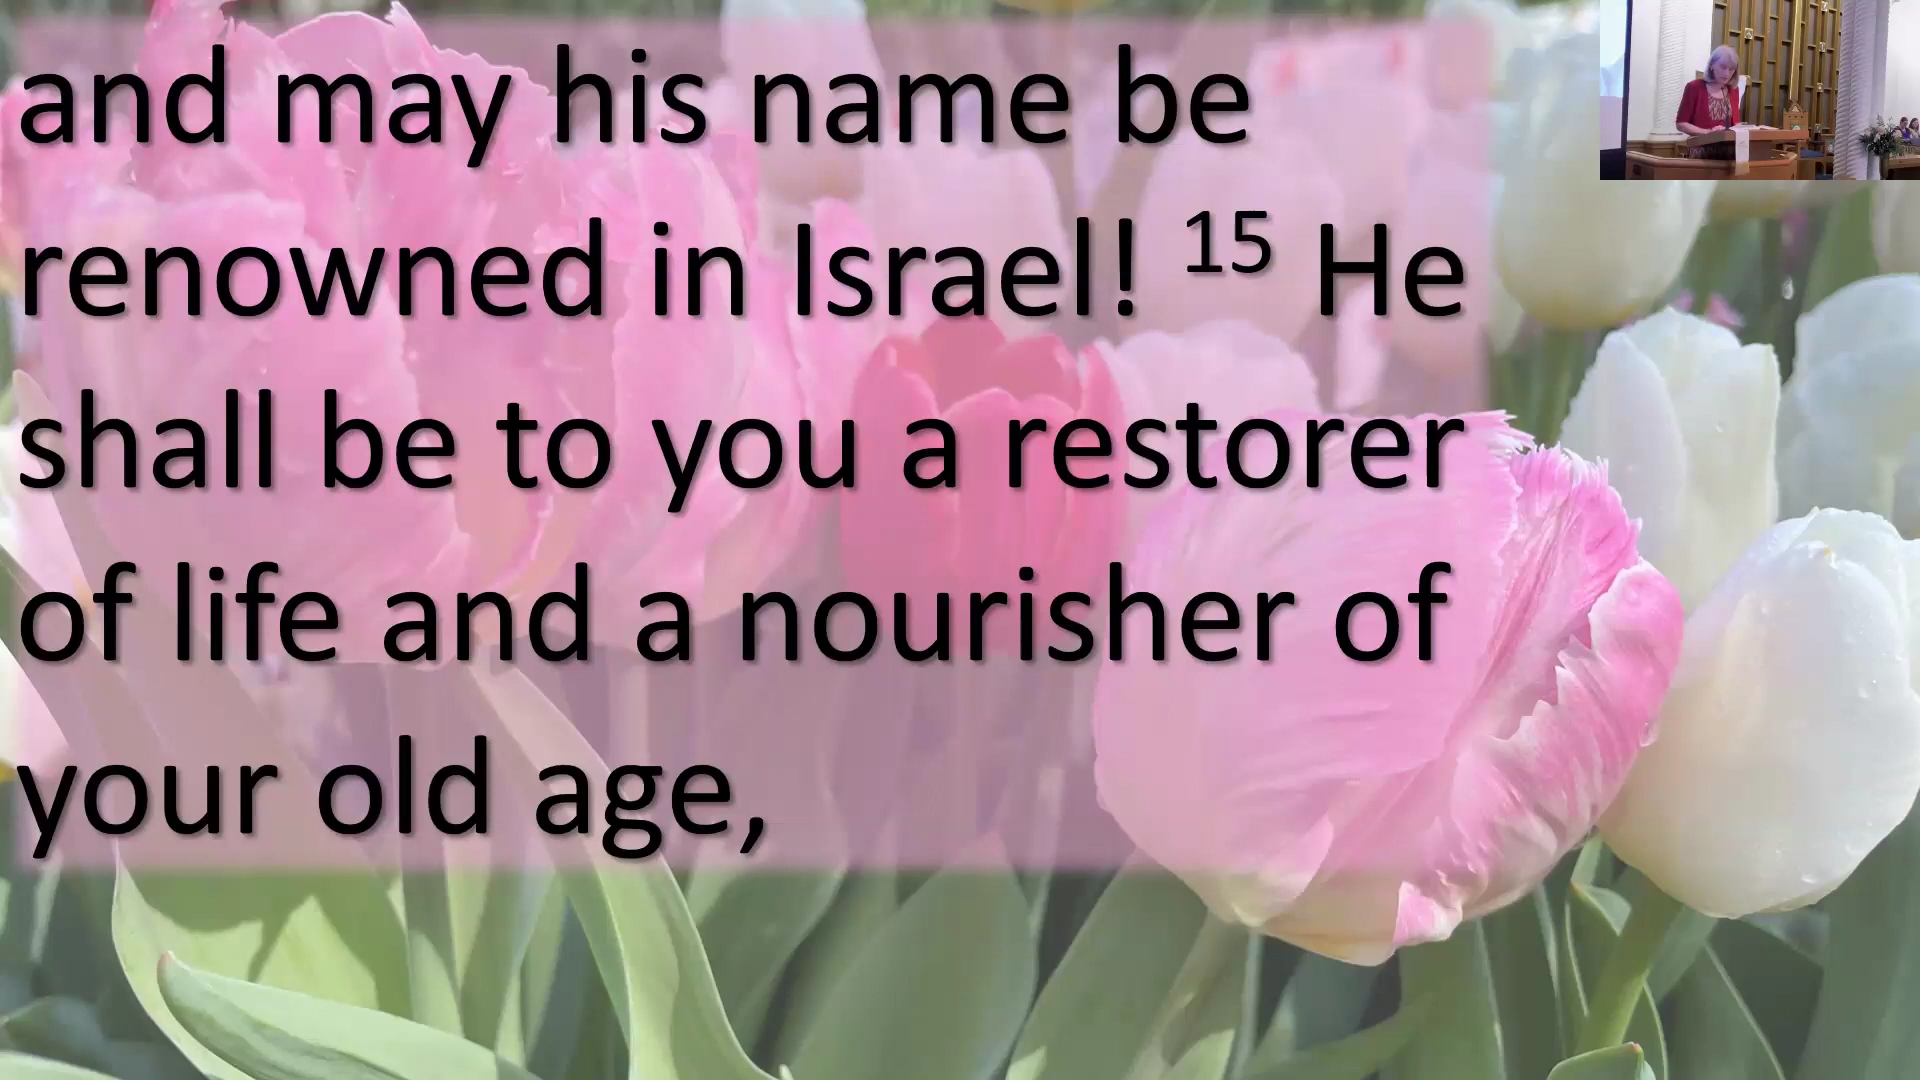 and may his name be
renowned in Israel! 15 He
shall be to you a restorer
of life and a nourisher of
your old age,